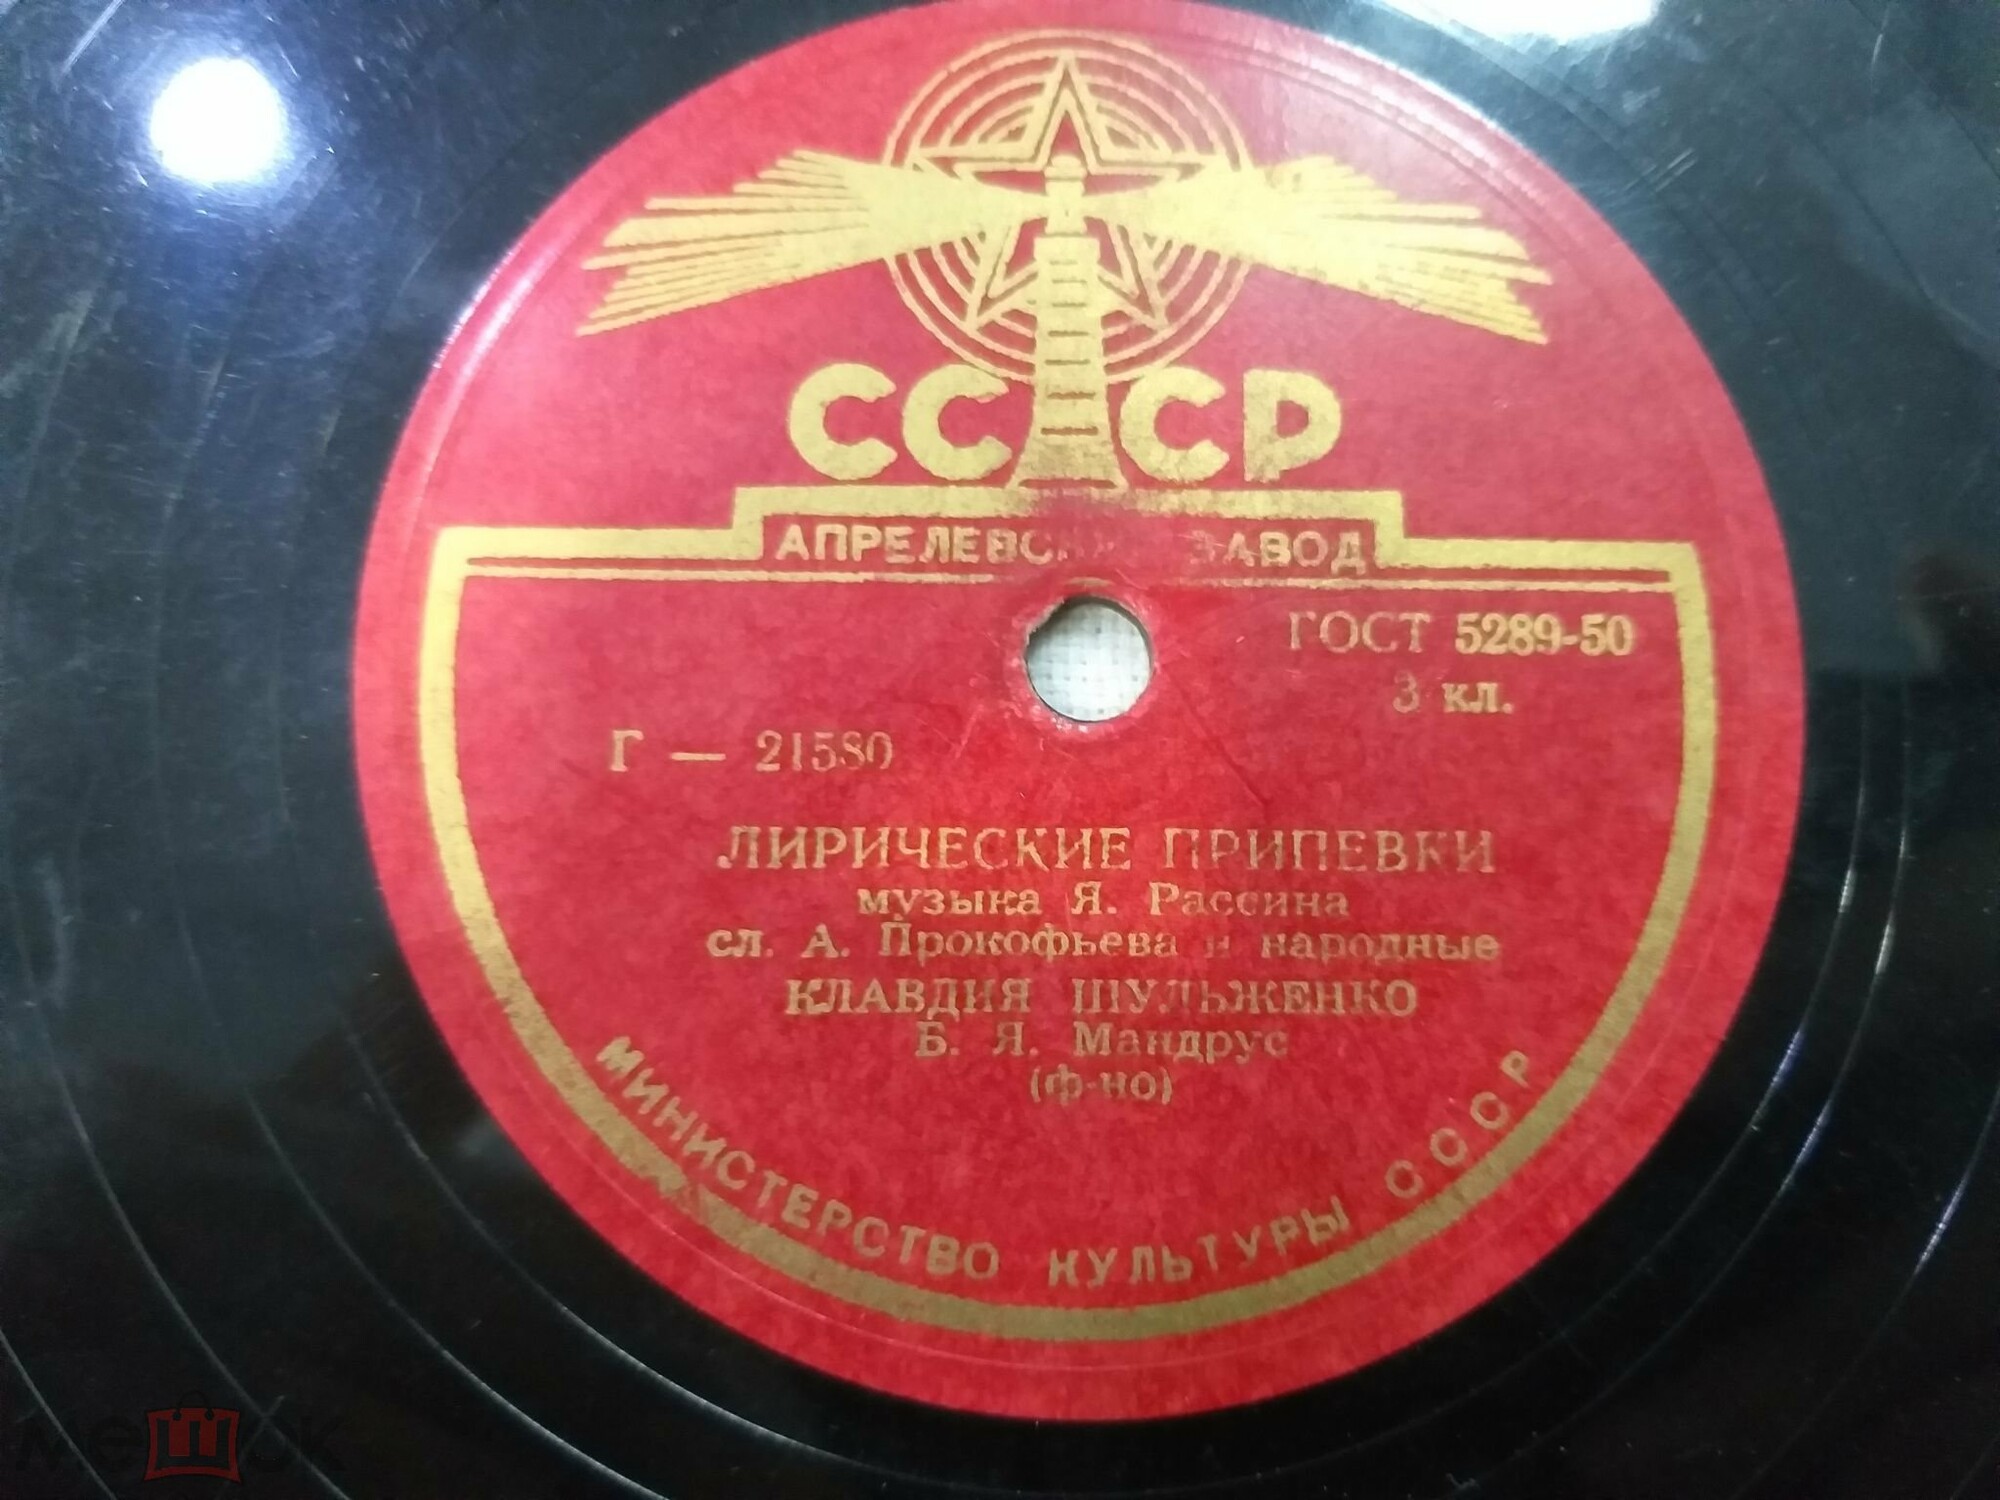 СССР
АПРЕЛЕВСКИЙ ЗАВОД
ГОСТ 5289-50
3 кл.
Г — 21580
ЛИРИЧЕСКИЕ ПРИПЕВКИ
музыка Я. Рассина
сл. А. Прокофьева и народные
КЛАВДИЯ ШУЛЬЖЕНКО
Б. Я. Мандрус
(ф-но)
МИНИСТЕРСТВО КУЛЬТУРЫ СССР
мешок